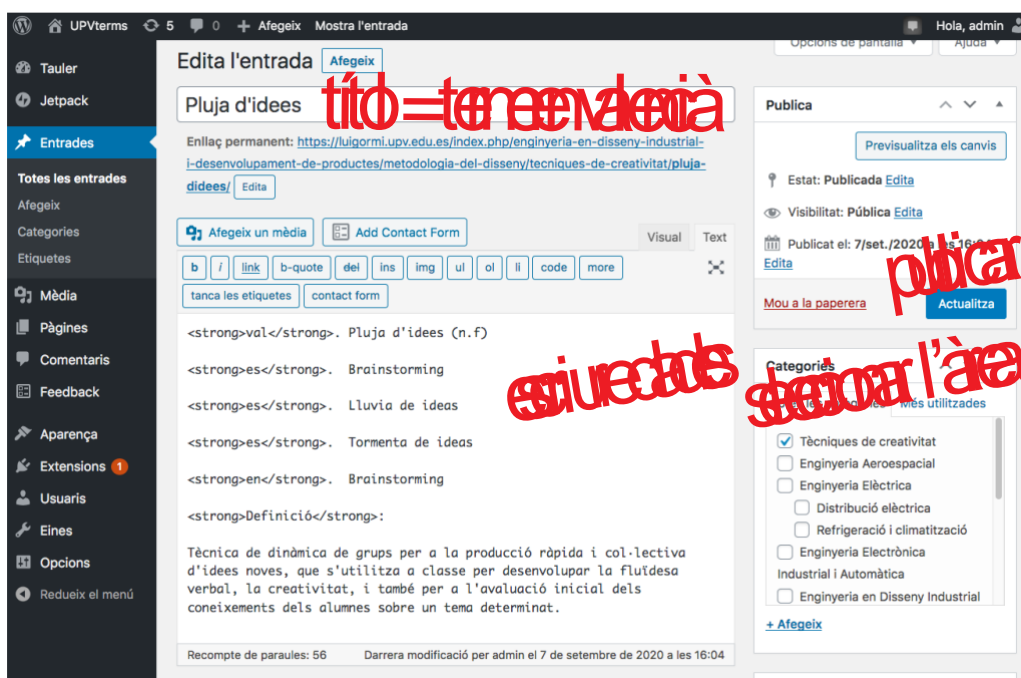 UPVterms 5 0 + Afegeix Mostra l'entrada Hola, admin
Opcions de pantalla Ajuda
Tauler
Jetpack
Entrades
Totes les entrades
Afegeix
Categories
Etiquetes
Mèdia
Pàgines
Comentaris
Feedback
Aparença
Extensions 1
Usuaris
Eines
Opcions
Redueix el menú
Edita l'entrada Afegeix
títol = terme en valencià
Pluja d'idees
Enllaç permanent: https://luigormi.upv.edu.es/index.php/enginyeria-en-disseny-industrial-
i-desenvolupament-de-productes/metodologia-del-disseny/tecniques-de-creativitat/pluja-
didees/ Edita
Afegeix un mèdia Add Contact Form
Visual Text
b i link b-quote del ins img ul ol li code more
tanca les etiquetes contact form
<strong>val</strong>. Pluja d'idees (n.f)
<strong>es</strong>. Brainstorming
<strong>es</strong>. Lluvia de ideas
<strong>es</strong>. Tormenta de ideas
<strong>en</strong>. Brainstorming
<strong>Definició</strong>:
Tècnica de dinàmica de grups per a la producció ràpida i col·lectiva
d'idees noves, que s'utilitza a classe per desenvolupar la fluïdesa
verbal, la creativitat, i també per a l'avaluació inicial dels
coneixements dels alumnes sobre un tema determinat.
Recompte de paraules: 56 Darrera modificació per admin el 7 de setembre de 2020 a les 16:04
Publica
Previsualitza els canvis
Estat: Publicada Edita
Visibilitat: Pública Edita
Publicat el: 7/set./2020 a les
Edita
publicar
Mou a la paperera Actualitza
Categories
seleccionar l'àrea
Més utilitzades
Tècniques de creativitat
Enginyeria Aeroespacial
Enginyeria Elèctrica
Distribució elèctrica
Refrigeració i climatització
Enginyeria Electrònica
Industrial i Automàtica
Enginyeria en Disseny Industrial
+ Afegeix